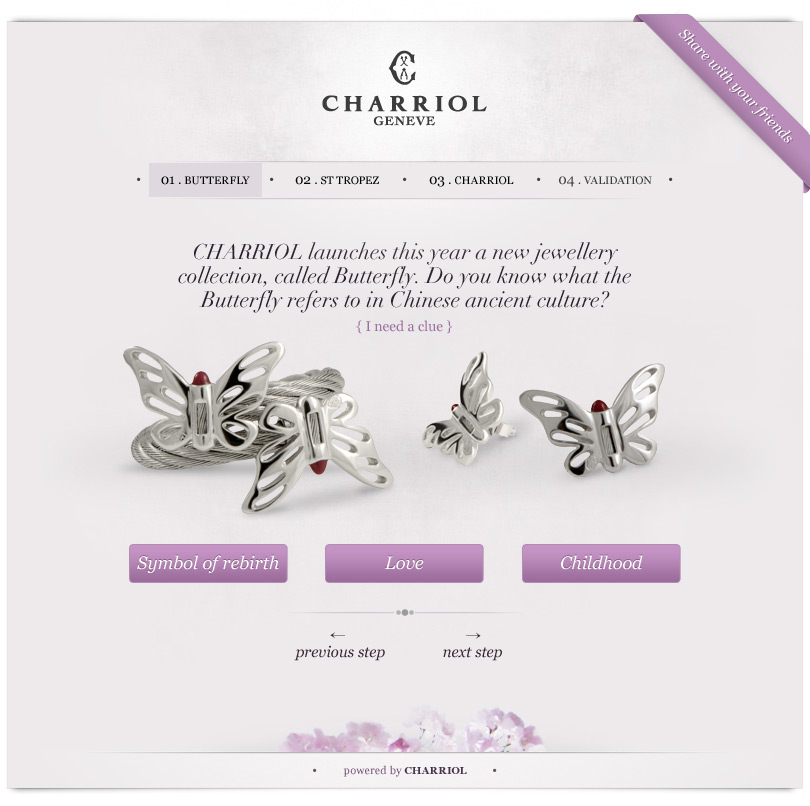 Share with your friends
CHARRIOL
GENEVE
• 01 . BUTTERFLY • 02 . ST TROPEZ • 03 . CHARRIOL • 04 . VALIDATION •
CHARRIOL launches this year a new jewellery
collection, called Butterfly. Do you know what the
Butterfly refers to in Chinese ancient culture?
{ I need a clue }
Symbol of rebirth Love Childhood
← →
previous step next step
• powered by CHARRIOL •